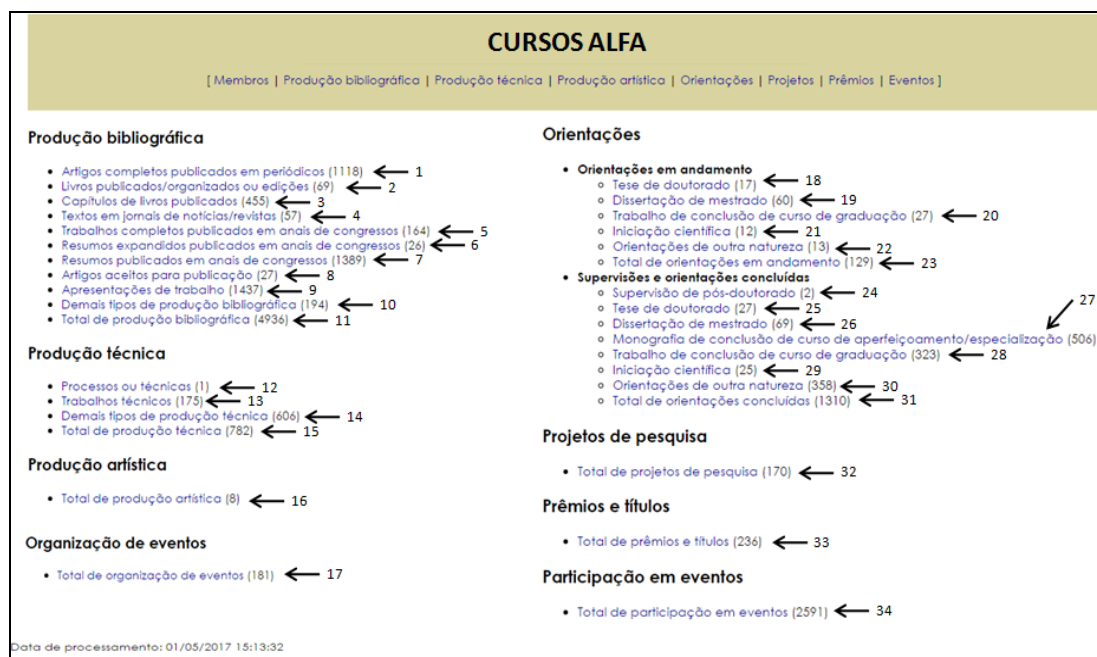 CURSOS ALFA
[ Membros | Produção bibliográfica | Produção técnica | Produção artística | Orientações | Projetos | Prêmios | Eventos ]
Produção bibliográfica
• Artigos completos publicados em periódicos (1118) 1
• Livros publicados/organizados ou edições (69) 2
• Capítulos de livros publicados (455) 3
• Textos em jornais de notícias/revistas (57) 4
• Trabalhos completos publicados em anais de congressos (164) 5
• Resumos expandidos publicados em anais de congressos (26) 6
• Resumos publicados em anais de congressos (1389) 7
• Artigos aceitos para publicação (27) 8
• Apresentações de trabalho (1437) 9
• Demais tipos de produção bibliográfica (194) 10
• Total de produção bibliográfica (4936) 11
Produção técnica
• Processos ou técnicas (1) 12
• Trabalhos técnicos (175) 13
• Demais tipos de produção técnica (606) 14
• Total de produção técnica (782) 15
Produção artística
• Total de produção artística (8) 16
Organização de eventos
• Total de organização de eventos (181) 17
Orientações
• Orientações em andamento
Tese de doutorado (17) 18
Dissertação de mestrado (60) 19
Trabalho de conclusão de curso de graduação (27) 20
Iniciação científica (12) 21
Orientações de outra natureza (13) 22
Total de orientações em andamento (129) 23
• Supervisões e orientações concluídas
Supervisão de pós-doutorado (2) 24
Tese de doutorado (27) 25
Dissertação de mestrado (69) 26
Monografia de conclusão de curso de aperfeiçoamento/especialização (506) 27
Trabalho de conclusão de curso de graduação (323) 28
Iniciação científica (25) 29
Orientações de outra natureza (358) 30
Total de orientações concluídas (1310) 31
Projetos de pesquisa
• Total de projetos de pesquisa (170) 32
Prêmios e títulos
• Total de prêmios e títulos (236) 33
Participação em eventos
• Total de participação em eventos (2591) 34
Data de processamento: 01/05/2017 15:13:32